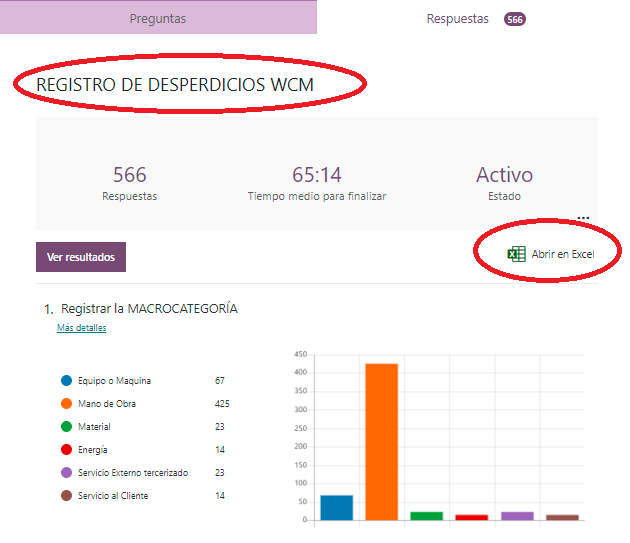 Preguntas
Respuestas 566
REGISTRO DE DESPERDICIOS WCM
566 65:14 Activo
Respuestas Tiempo medio para finalizar Estado
...
Ver resultados Abrir en Excel
1. Registrar la MACROCATEGORÍA
Más detalles
Equipo o Maquina 67
Mano de Obra 425
Material 23
Energía 14
Servicio Externo tercerizado 23
Servicio al Cliente 14
450
400
350
300
250
200
150
100
50
0